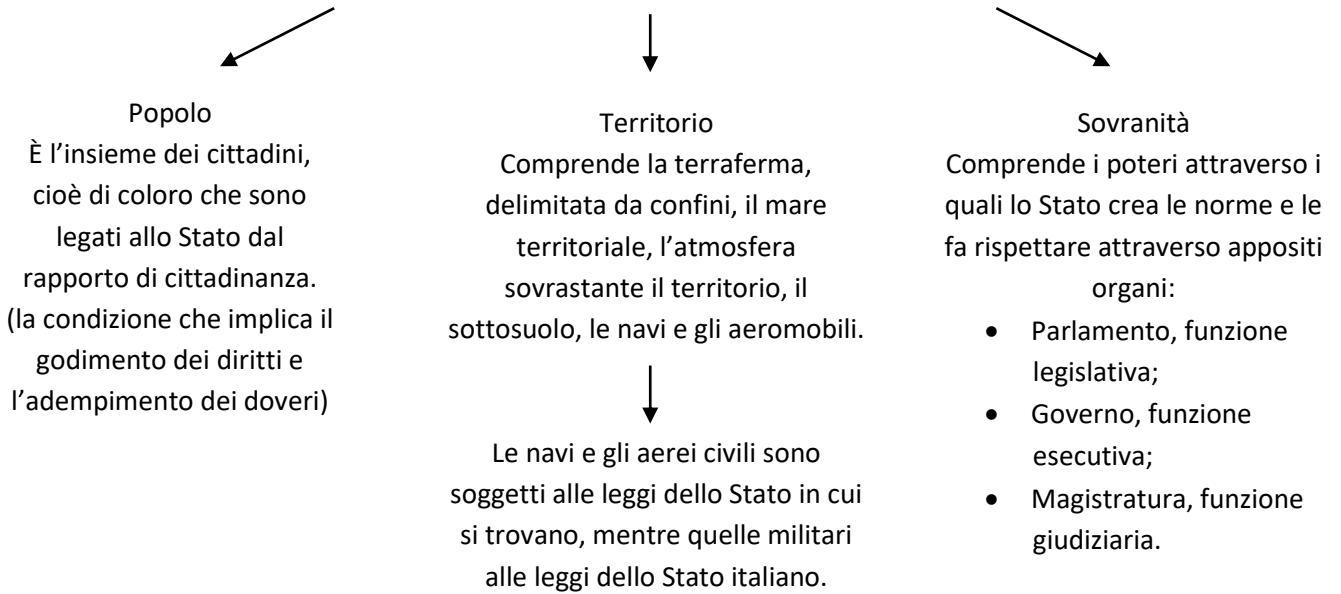 Popolo
È l’insieme dei cittadini,
cioè di coloro che sono
legati allo Stato dal
rapporto di cittadinanza.
(la condizione che implica il
godimento dei diritti e
l’adempimento dei doveri)
Territorio
Comprende la terraferma,
delimitata da confini, il mare
territoriale, l’atmosfera
sovrastante il territorio, il
sottosuolo, le navi e gli aeromobili.
Le navi e gli aerei civili sono
soggetti alle leggi dello Stato in cui
si trovano, mentre quelle militari
alle leggi dello Stato italiano.
Sovranità
Comprende i poteri attraverso i
quali lo Stato crea le norme e le
fa rispettare attraverso appositi
organi:
• Parlamento, funzione
legislativa;
• Governo, funzione
esecutiva;
• Magistratura, funzione
giudiziaria.